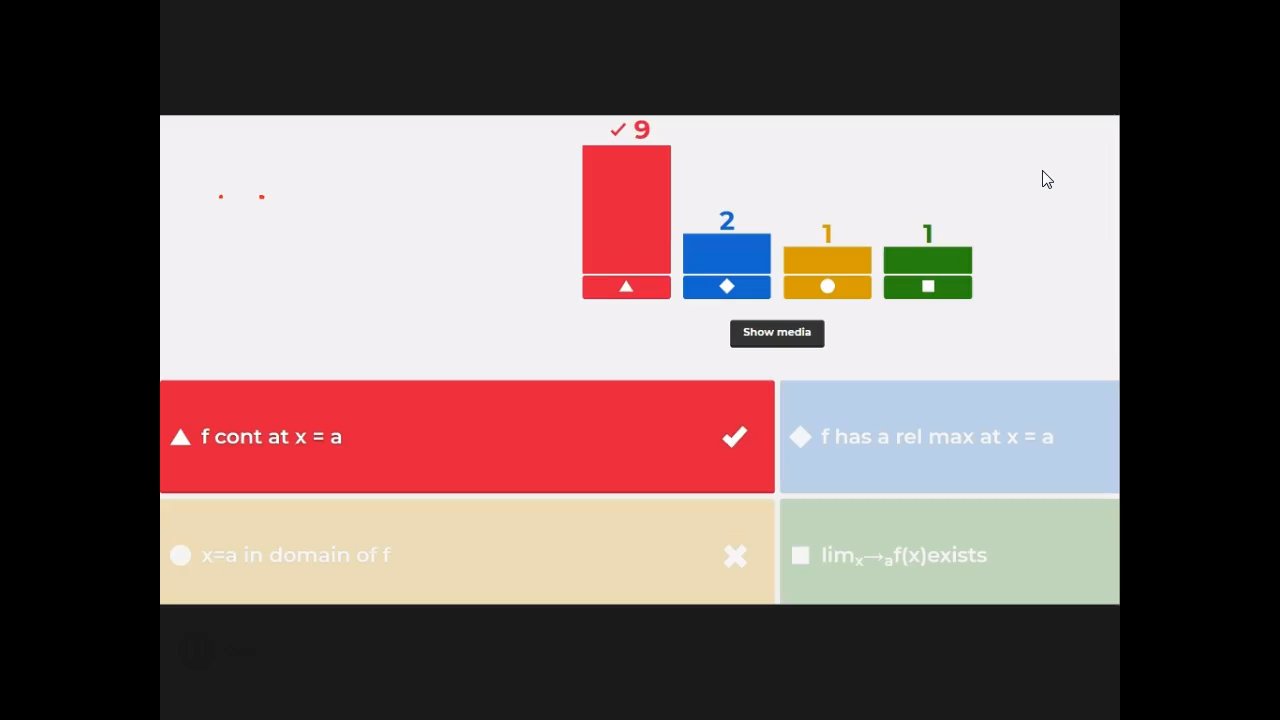 9
2
1
1
Show media
f cont at x = a
f has a rel max at x = a
x=a in domain of f
limx→af(x)exists